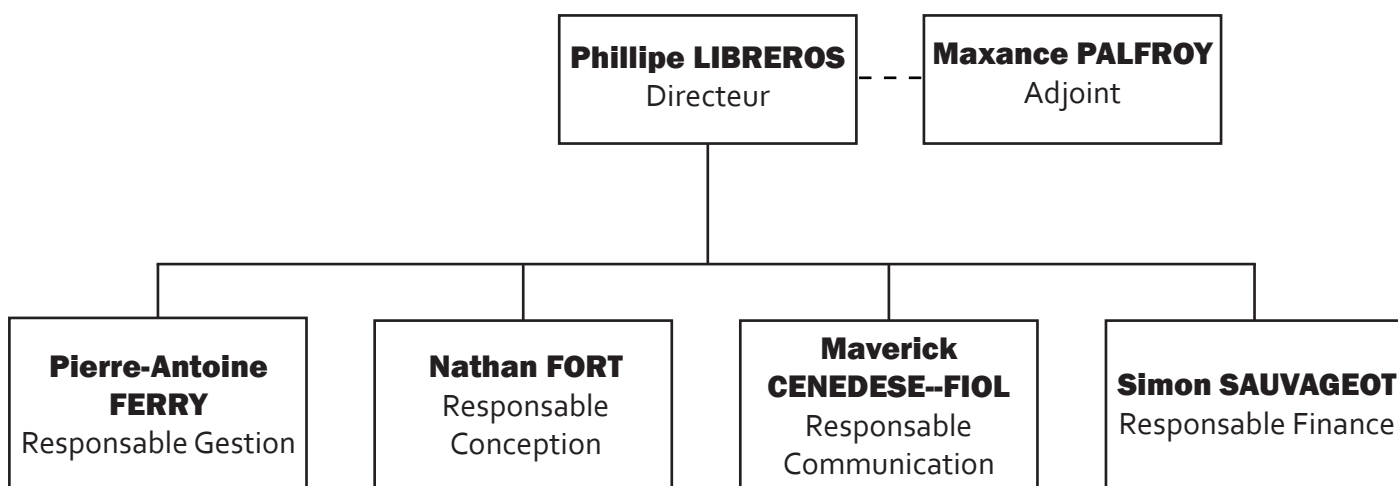 Phillipe LIBREROS
Directeur
Maxance PALFROY
Adjoint
Pierre-Antoine
FERRY
Responsable Gestion
Nathan FORT
Responsable
Conception
Maverick
CENEDESE--FIOL
Responsable
Communication
Simon SAUVAGEOT
Responsable Finance